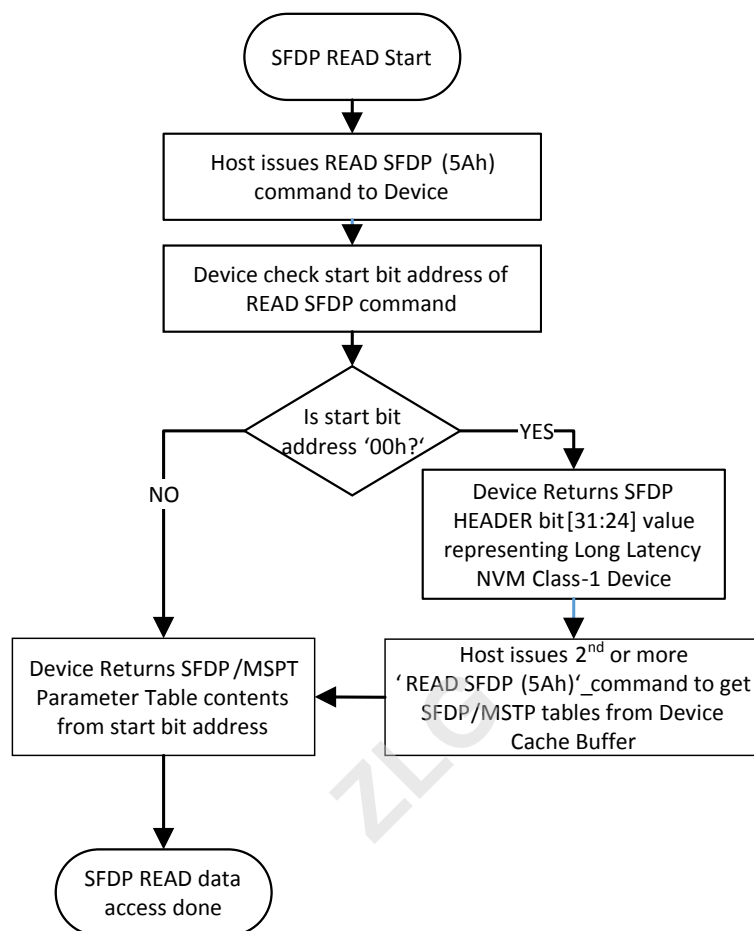 SFDP READ Start
Host issues READ SFDP (5Ah)
command to Device
Device check start bit address of
READ SFDP command
Is start bit
address ‘00h?‘
YES
NO
Device Returns SFDP
HEADER bit[31:24] value
representing Long Latency
NVM Class-1 Device
Host issues 2nd or more
‘ READ SFDP (5Ah)‘_command to get
SFDP/MSTP tables from Device
Cache Buffer
Device Returns SFDP/MSPT
Parameter Table contents
from start bit address
SFDP READ data
access done
ZLG